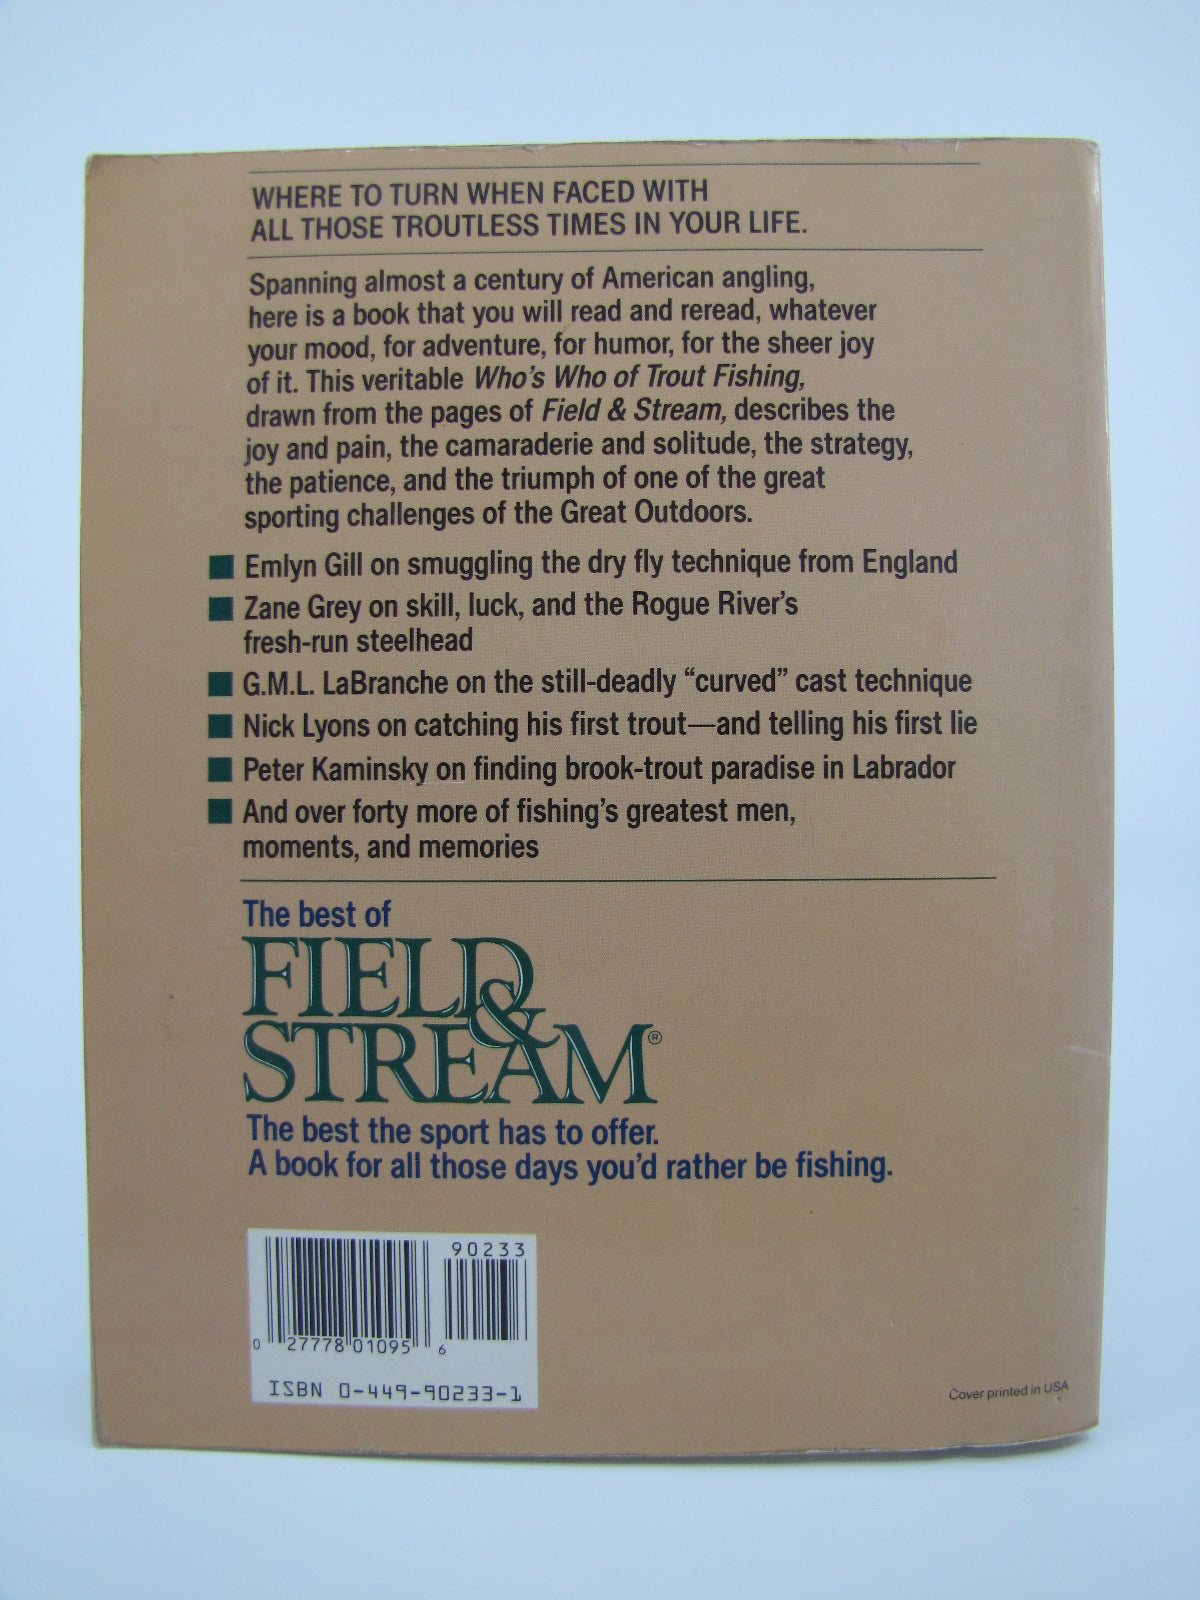 WHERE TO TURN WHEN FACED WITH
ALL THOSE TROUTLESS TIMES IN YOUR LIFE.
Spanning almost a century of American angling,
here is a book that you will read and reread, whatever
your mood, for adventure, for humor, for the sheer joy
of it. This veritable Who's Who of Trout Fishing,
drawn from the pages of Field & Stream, describes the
joy and pain, the camaraderie and solitude, the strategy,
the patience, and the triumph of one of the great
sporting challenges of the Great Outdoors.
■ Emlyn Gill on smuggling the dry fly technique from England
■ Zane Grey on skill, luck, and the Rogue River's
fresh-run steelhead
■ G.M.L. LaBranche on the still-deadly “curved” cast technique
■ Nick Lyons on catching his first trout—and telling his first lie
■ Peter Kaminsky on finding brook-trout paradise in Labrador
■ And over forty more of fishing's greatest men,
moments, and memories
The best of
FIELD &
STREAM®
The best the sport has to offer.
A book for all those days you'd rather be fishing.
90233
0 27778 01095 6
ISBN 0-449-90233-1
Cover printed in USA